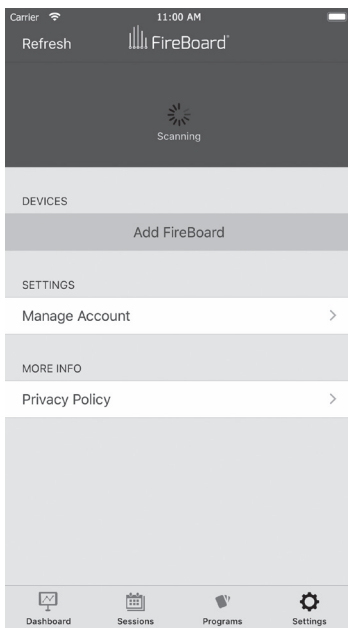 Carrier 11:00 AM
Refresh FireBoard
Scanning
DEVICES
Add FireBoard
SETTINGS
Manage Account
MORE INFO
Privacy Policy
Dashboard Sessions Programs Settings